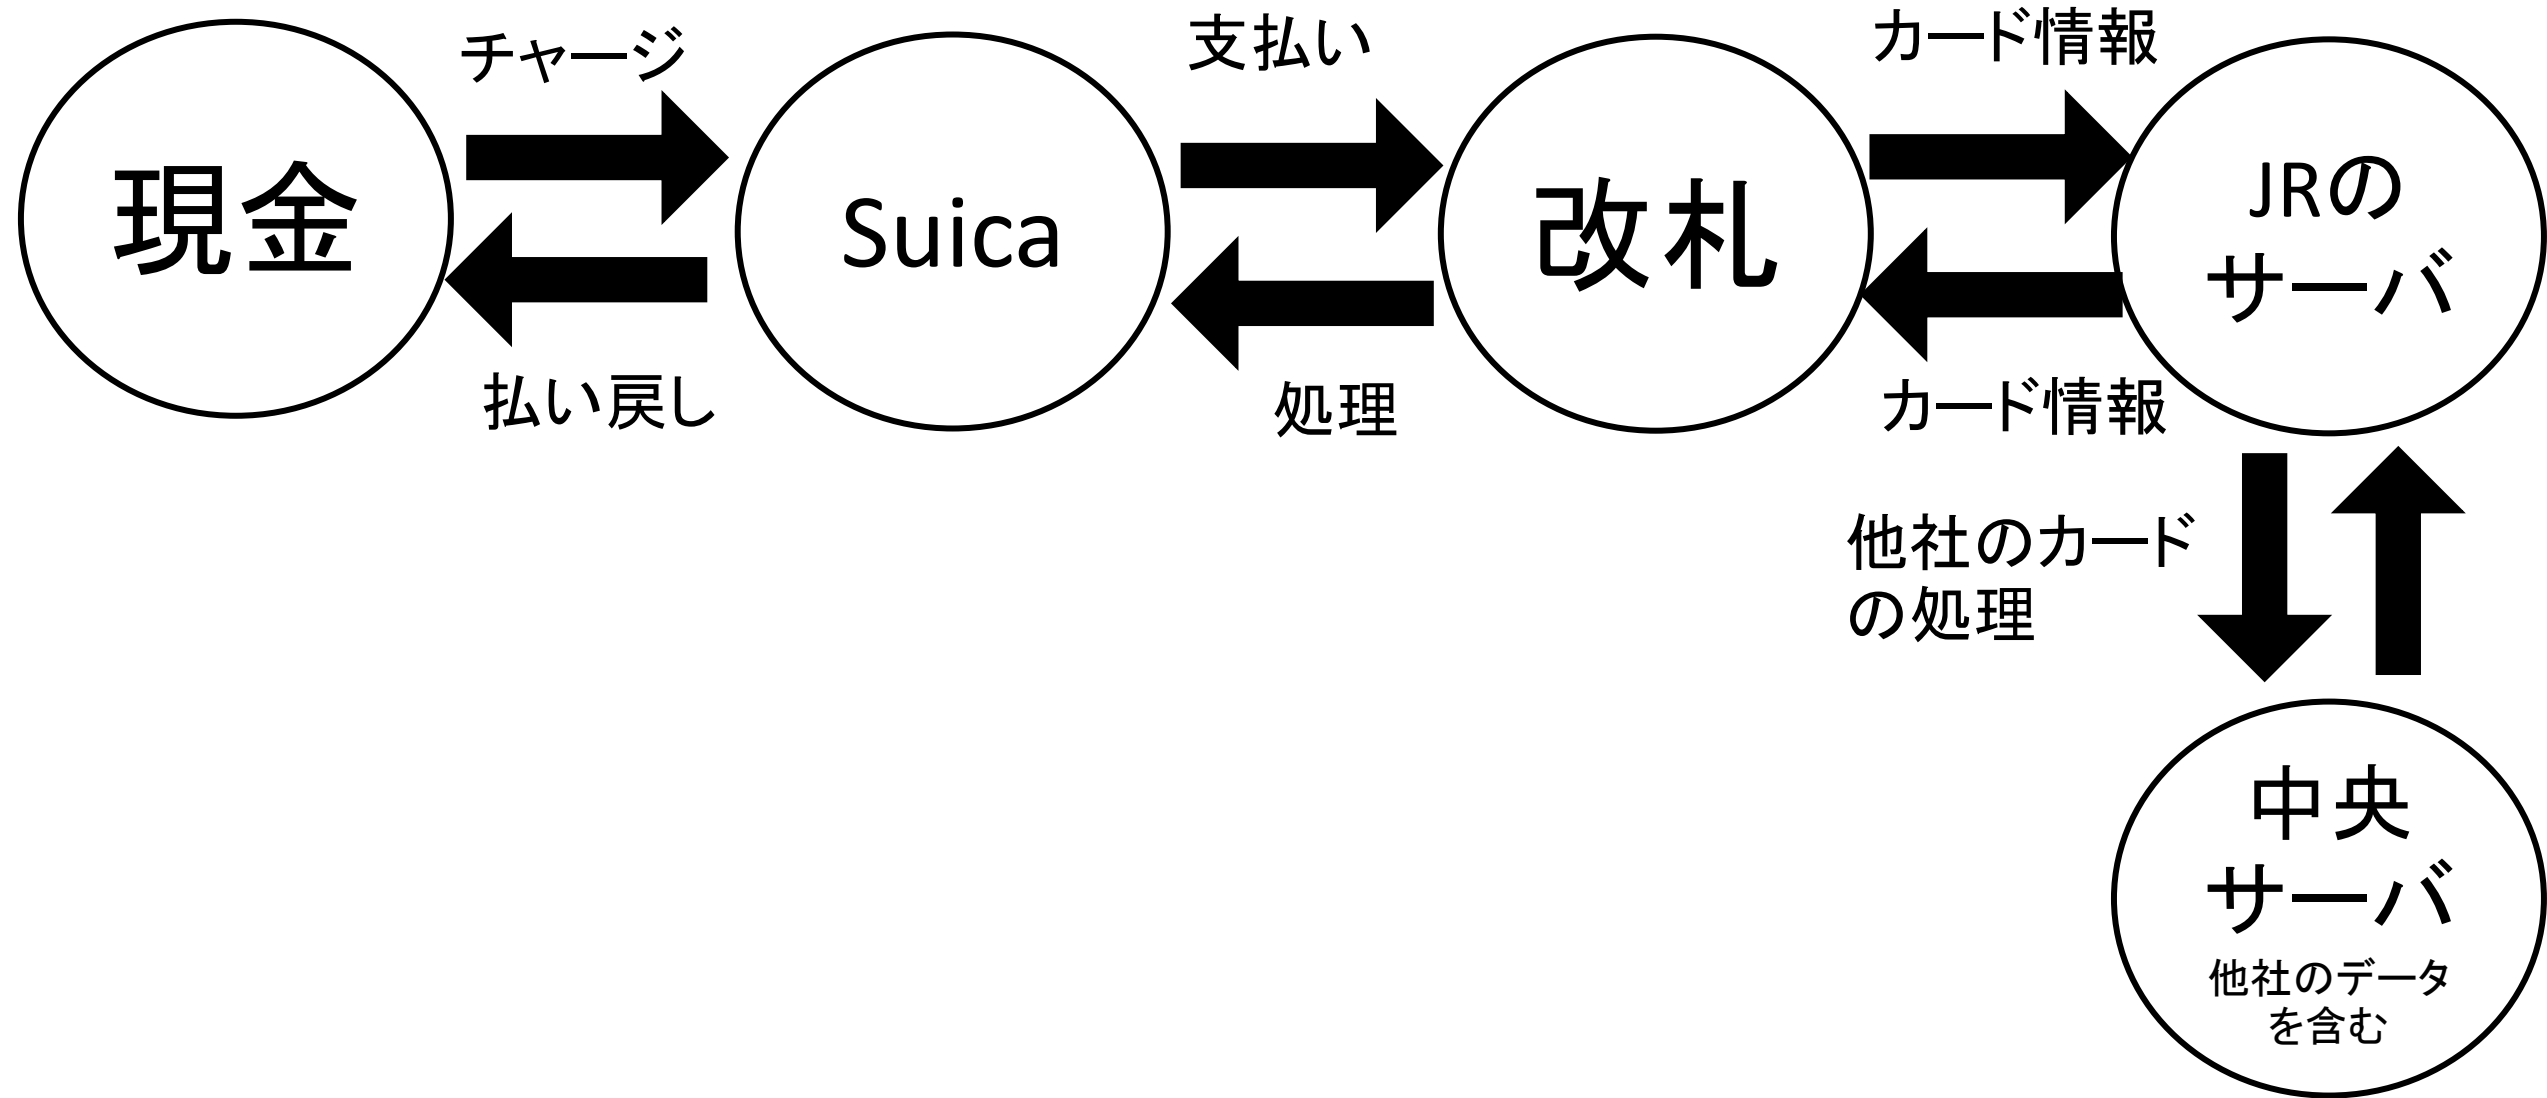 現金
チャージ
払い戻し
Suica
支払い
処理
改札
カード情報
カード情報
JRの
サーバ
他社のカード
の処理
中央
サーバ
他社のデータ
を含む